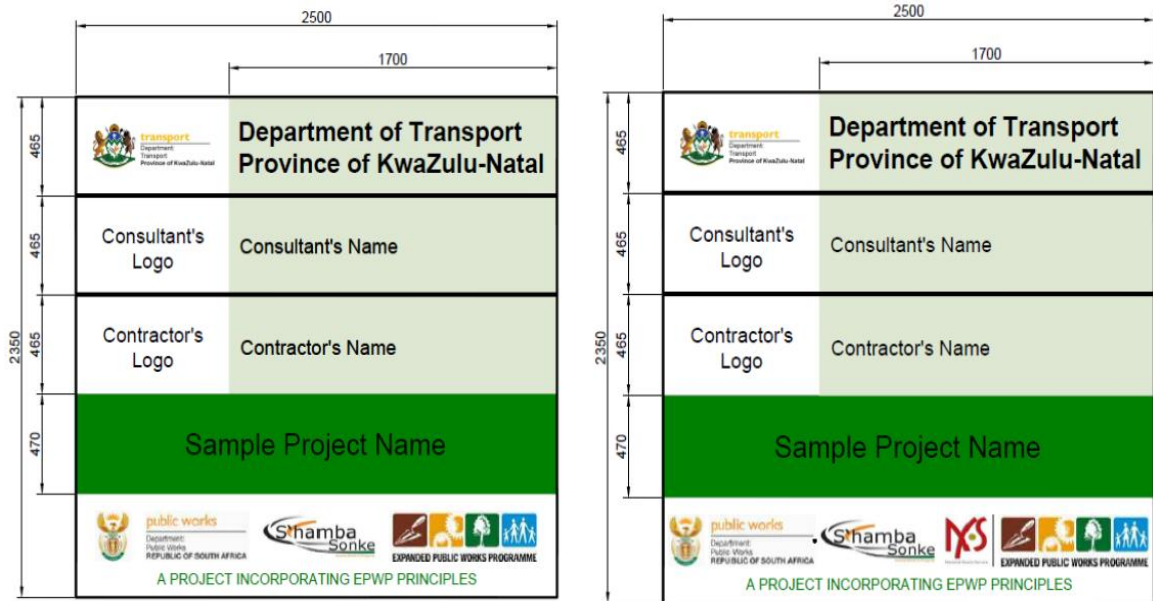 2500
1700
465
transport
Department:
Transport
Province of KwaZulu-Natal
Department of Transport
Province of KwaZulu-Natal
465
Consultant's
Logo
Consultant's Name
2350
465
Contractor's
Logo
Contractor's Name
470
Sample Project Name
public works
Department:
Public Works
REPUBLIC OF SOUTH AFRICA
S'hamba
Sonke
EXPANDED PUBLIC WORKS PROGRAMME
A PROJECT INCORPORATING EPWP PRINCIPLES
2500
1700
465
transport
Department:
Transport
Province of KwaZulu-Natal
Department of Transport
Province of KwaZulu-Natal
465
Consultant's
Logo
Consultant's Name
2350
465
Contractor's
Logo
Contractor's Name
470
Sample Project Name
public works
Department:
Public Works
REPUBLIC OF SOUTH AFRICA
S'hamba
Sonke
NYS
EXPANDED PUBLIC WORKS PROGRAMME
A PROJECT INCORPORATING EPWP PRINCIPLES